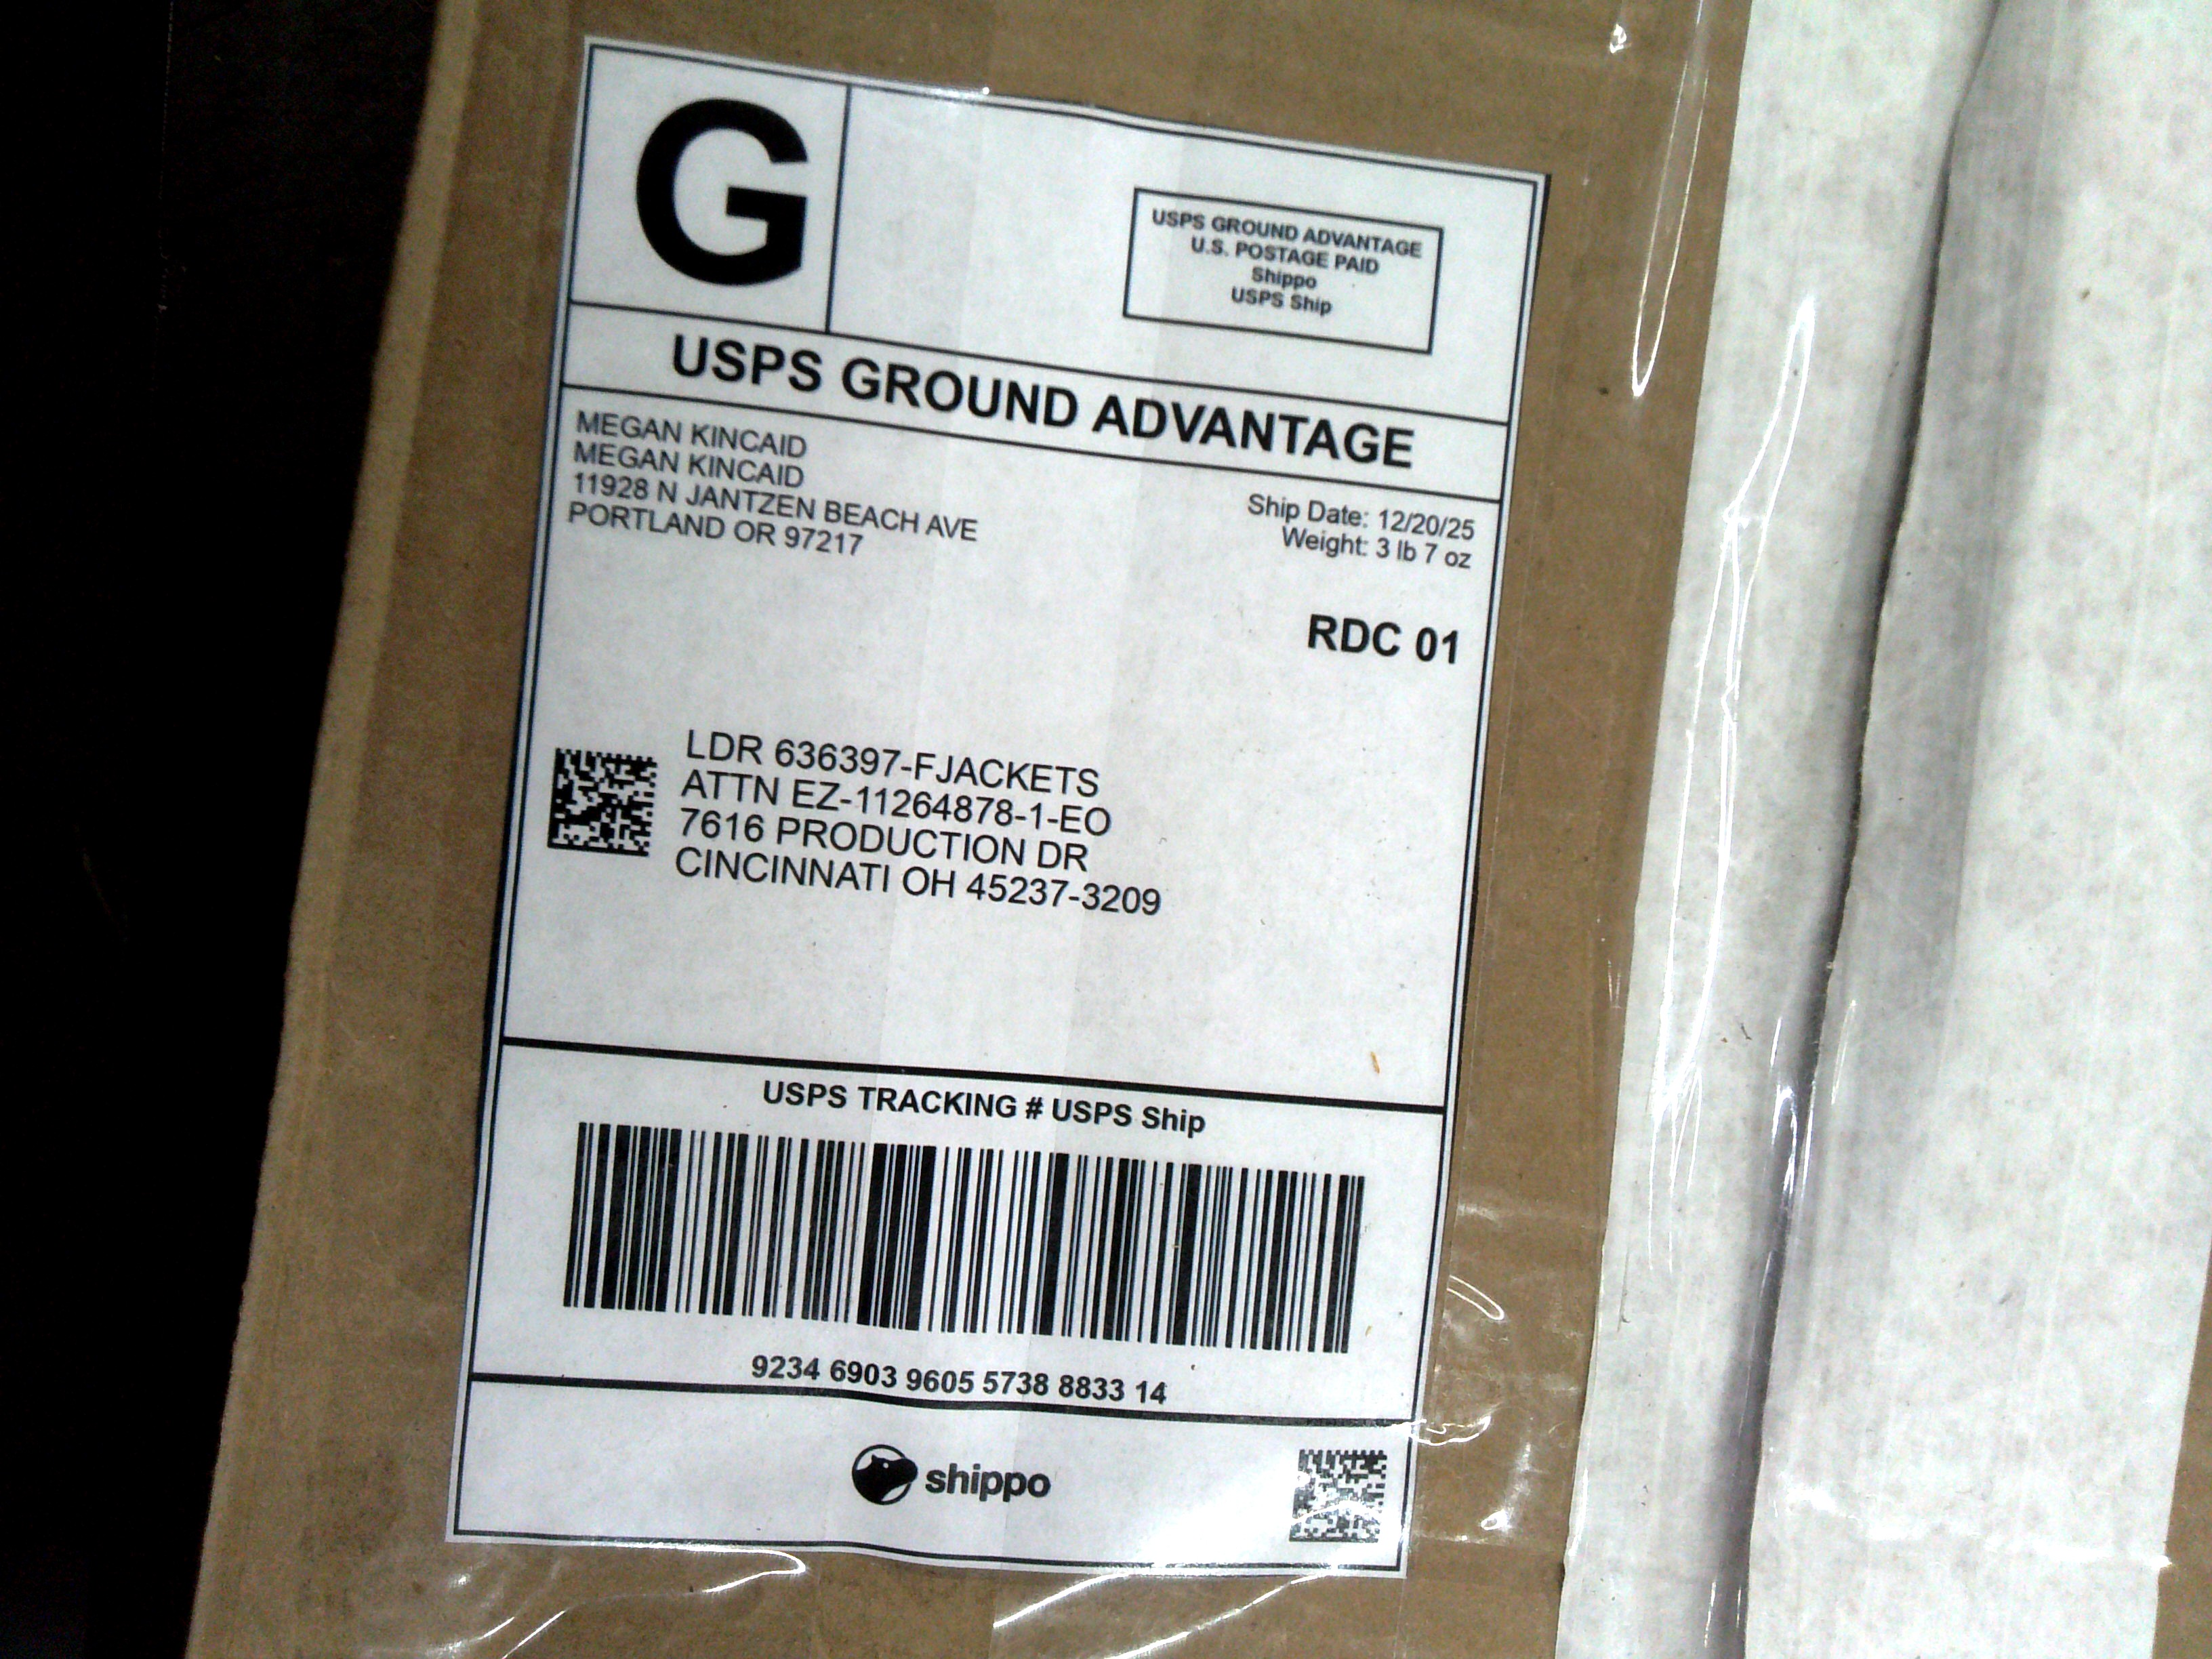 G
USPS GROUND ADVANTAGE
U.S. POSTAGE PAID
Shippo
USPS Ship
USPS GROUND ADVANTAGE
MEGAN KINCAID
MEGAN KINCAID
11928 N JANTZEN BEACH AVE
PORTLAND OR 97217
Ship Date: 12/20/25
Weight: 3 lb 7 oz
RDC 01
LDR 636397-FJACKETS
ATTN EZ-11264878-1-EO
7616 PRODUCTION DR
CINCINNATI OH 45237-3209
USPS TRACKING # USPS Ship
9234 6903 9605 5738 8833 14
shippo